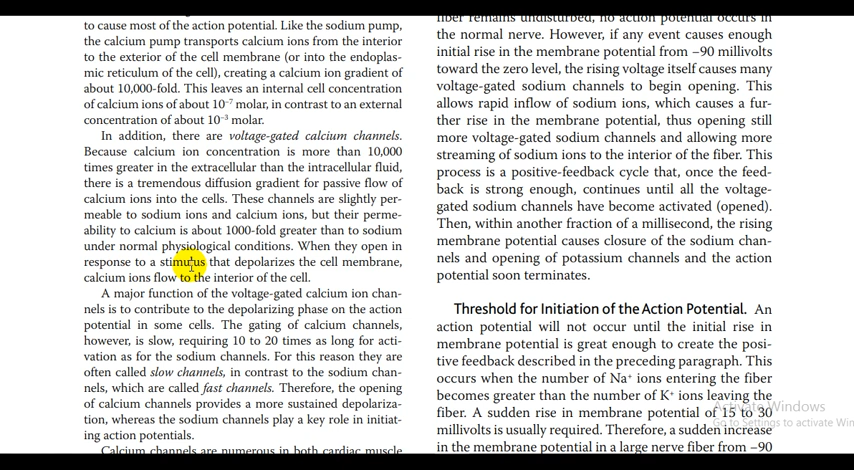 to cause most of the action potential. Like the sodium pump,
the calcium pump transports calcium ions from the interior
to the exterior of the cell membrane (or into the endoplas-
mic reticulum of the cell), creating a calcium ion gradient of
about 10,000-fold. This leaves an internal cell concentration
of calcium ions of about 10⁻⁷ molar, in contrast to an external
concentration of about 10⁻³ molar.
In addition, there are voltage-gated calcium channels.
Because calcium ion concentration is more than 10,000
times greater in the extracellular than the intracellular fluid,
there is a tremendous diffusion gradient for passive flow of
calcium ions into the cells. These channels are slightly per-
meable to sodium ions and calcium ions, but their perme-
ability to calcium is about 1000-fold greater than to sodium
under normal physiological conditions. When they open in
response to a stimulus that depolarizes the cell membrane,
calcium ions flow to the interior of the cell.
A major function of the voltage-gated calcium ion chan-
nels is to contribute to the depolarizing phase on the action
potential in some cells. The gating of calcium channels,
however, is slow, requiring 10 to 20 times as long for acti-
vation as for the sodium channels. For this reason they are
often called slow channels, in contrast to the sodium chan-
nels, which are called fast channels. Therefore, the opening
of calcium channels provides a more sustained depolariza-
tion, whereas the sodium channels play a key role in initiat-
ing action potentials.
Calcium channels are numerous in both cardiac muscle
fiber remains undisturbed, no action potential occurs in
the normal nerve. However, if any event causes enough
initial rise in the membrane potential from −90 millivolts
toward the zero level, the rising voltage itself causes many
voltage-gated sodium channels to begin opening. This
allows rapid inflow of sodium ions, which causes a fur-
ther rise in the membrane potential, thus opening still
more voltage-gated sodium channels and allowing more
streaming of sodium ions to the interior of the fiber. This
process is a positive-feedback cycle that, once the feed-
back is strong enough, continues until all the voltage-
gated sodium channels have become activated (opened).
Then, within another fraction of a millisecond, the rising
membrane potential causes closure of the sodium chan-
nels and opening of potassium channels and the action
potential soon terminates.
Threshold for Initiation of the Action Potential. An
action potential will not occur until the initial rise in
membrane potential is great enough to create the posi-
tive feedback described in the preceding paragraph. This
occurs when the number of Na⁺ ions entering the fiber
becomes greater than the number of K⁺ ions leaving the
fiber. A sudden rise in membrane potential of 15 to 30
millivolts is usually required. Therefore, a sudden increase
in the membrane potential in a large nerve fiber from −90
Activate Windows
Go to Settings to activate Win